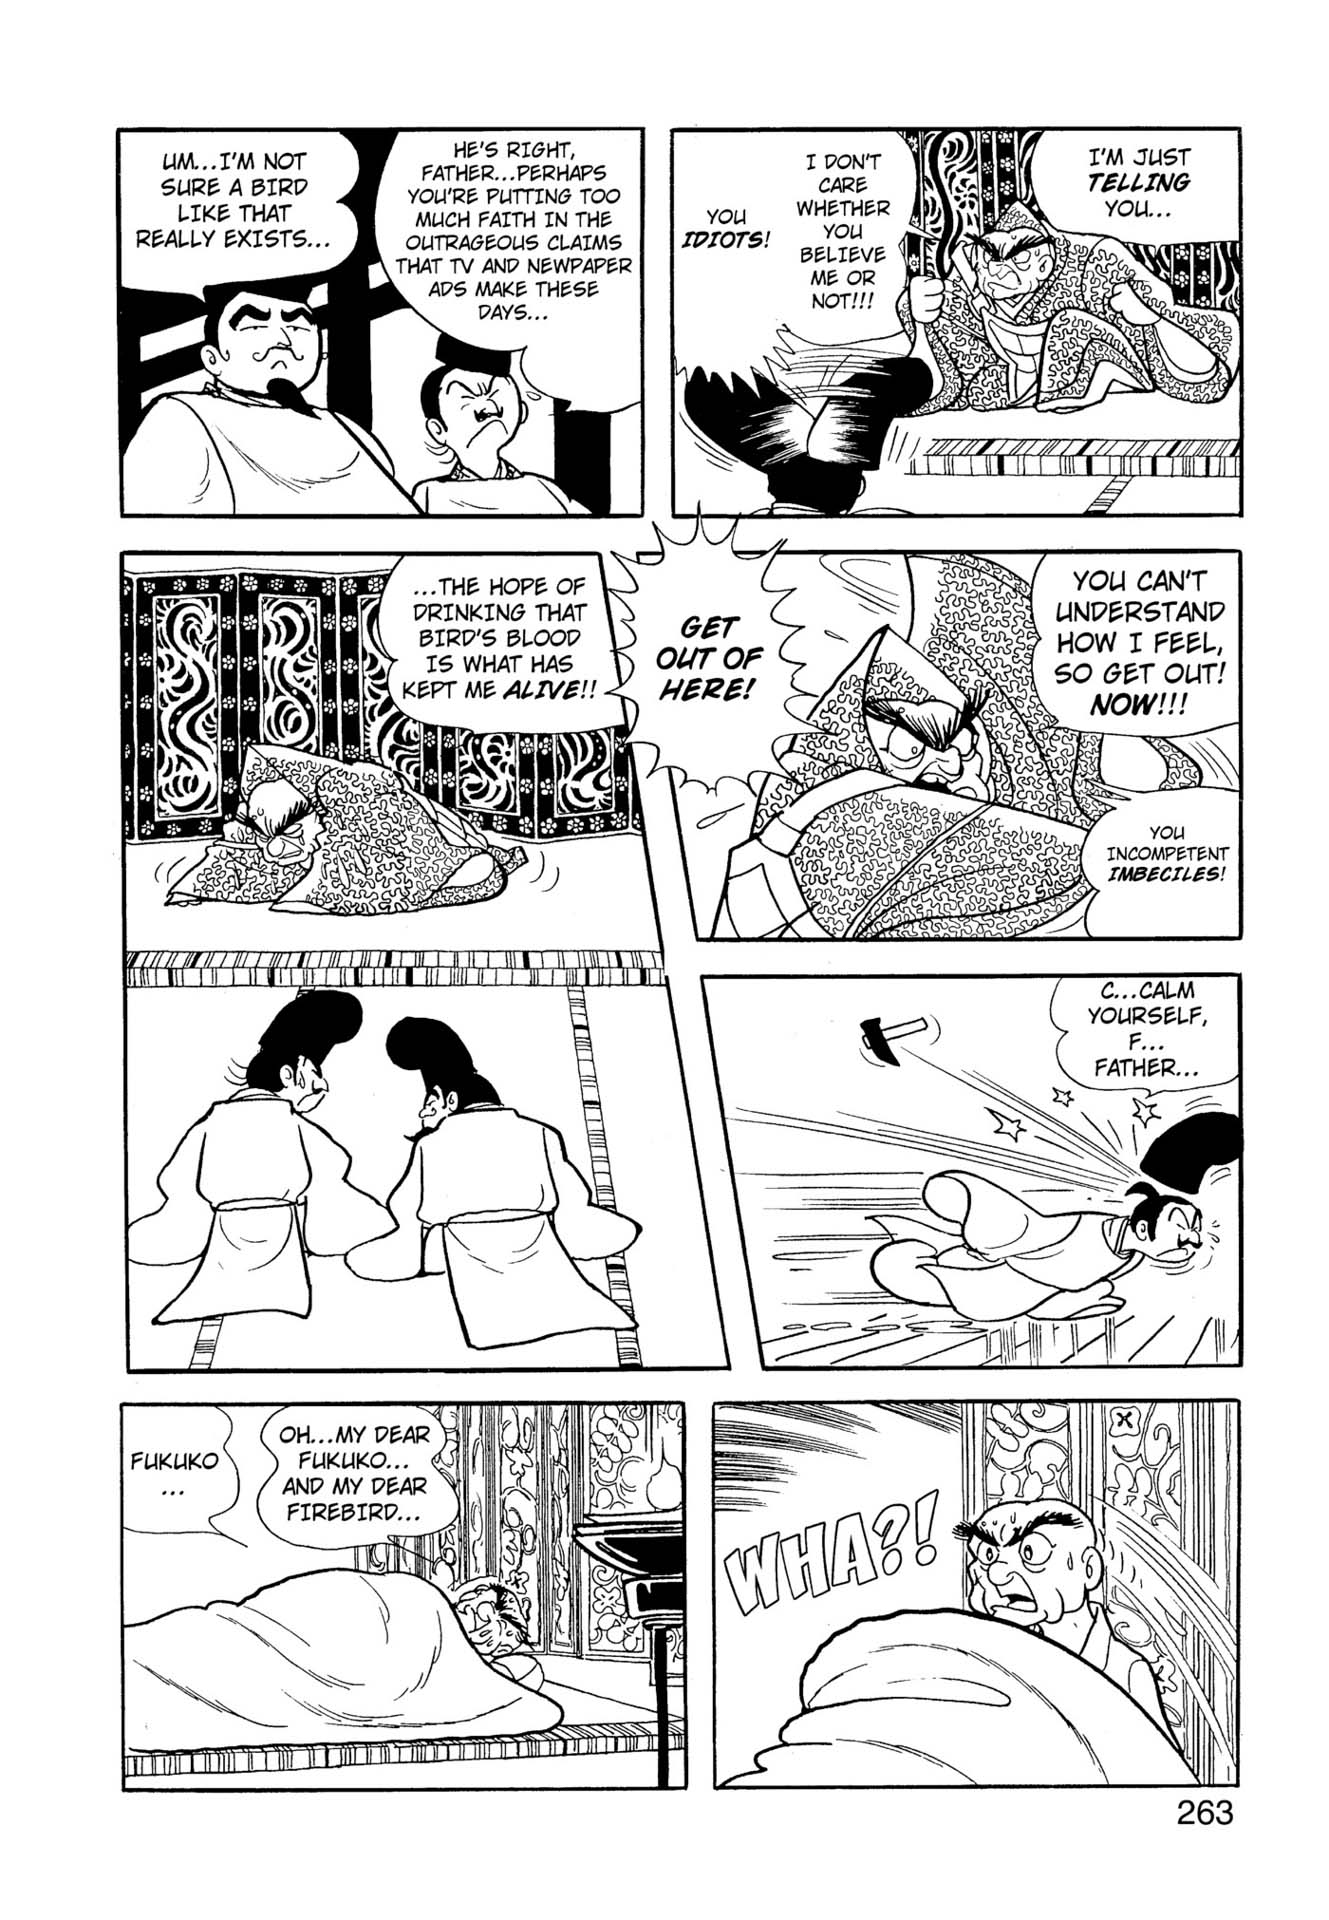 UM...I'M NOT
SURE A BIRD
LIKE THAT
REALLY EXISTS...
HE'S RIGHT,
FATHER...PERHAPS
YOU'RE PUTTING TOO
MUCH FAITH IN THE
OUTRAGEOUS CLAIMS
THAT TV AND NEWPAPER
ADS MAKE THESE
DAYS...
YOU
IDIOTS!
I DON'T
CARE
WHETHER
YOU
BELIEVE
ME OR
NOT!!!
I'M JUST
TELLING
YOU...
...THE HOPE OF
DRINKING THAT
BIRD'S BLOOD
IS WHAT HAS
KEPT ME ALIVE!!
GET
OUT OF
HERE!
YOU CAN'T
UNDERSTAND
HOW I FEEL,
SO GET OUT!
NOW!!!
YOU
INCOMPETENT
IMBECILES!
C...CALM
YOURSELF,
F...
FATHER...
FUKUKO
...
OH...MY DEAR
FUKUKO...
AND MY DEAR
FIREBIRD...
WHA?!
263